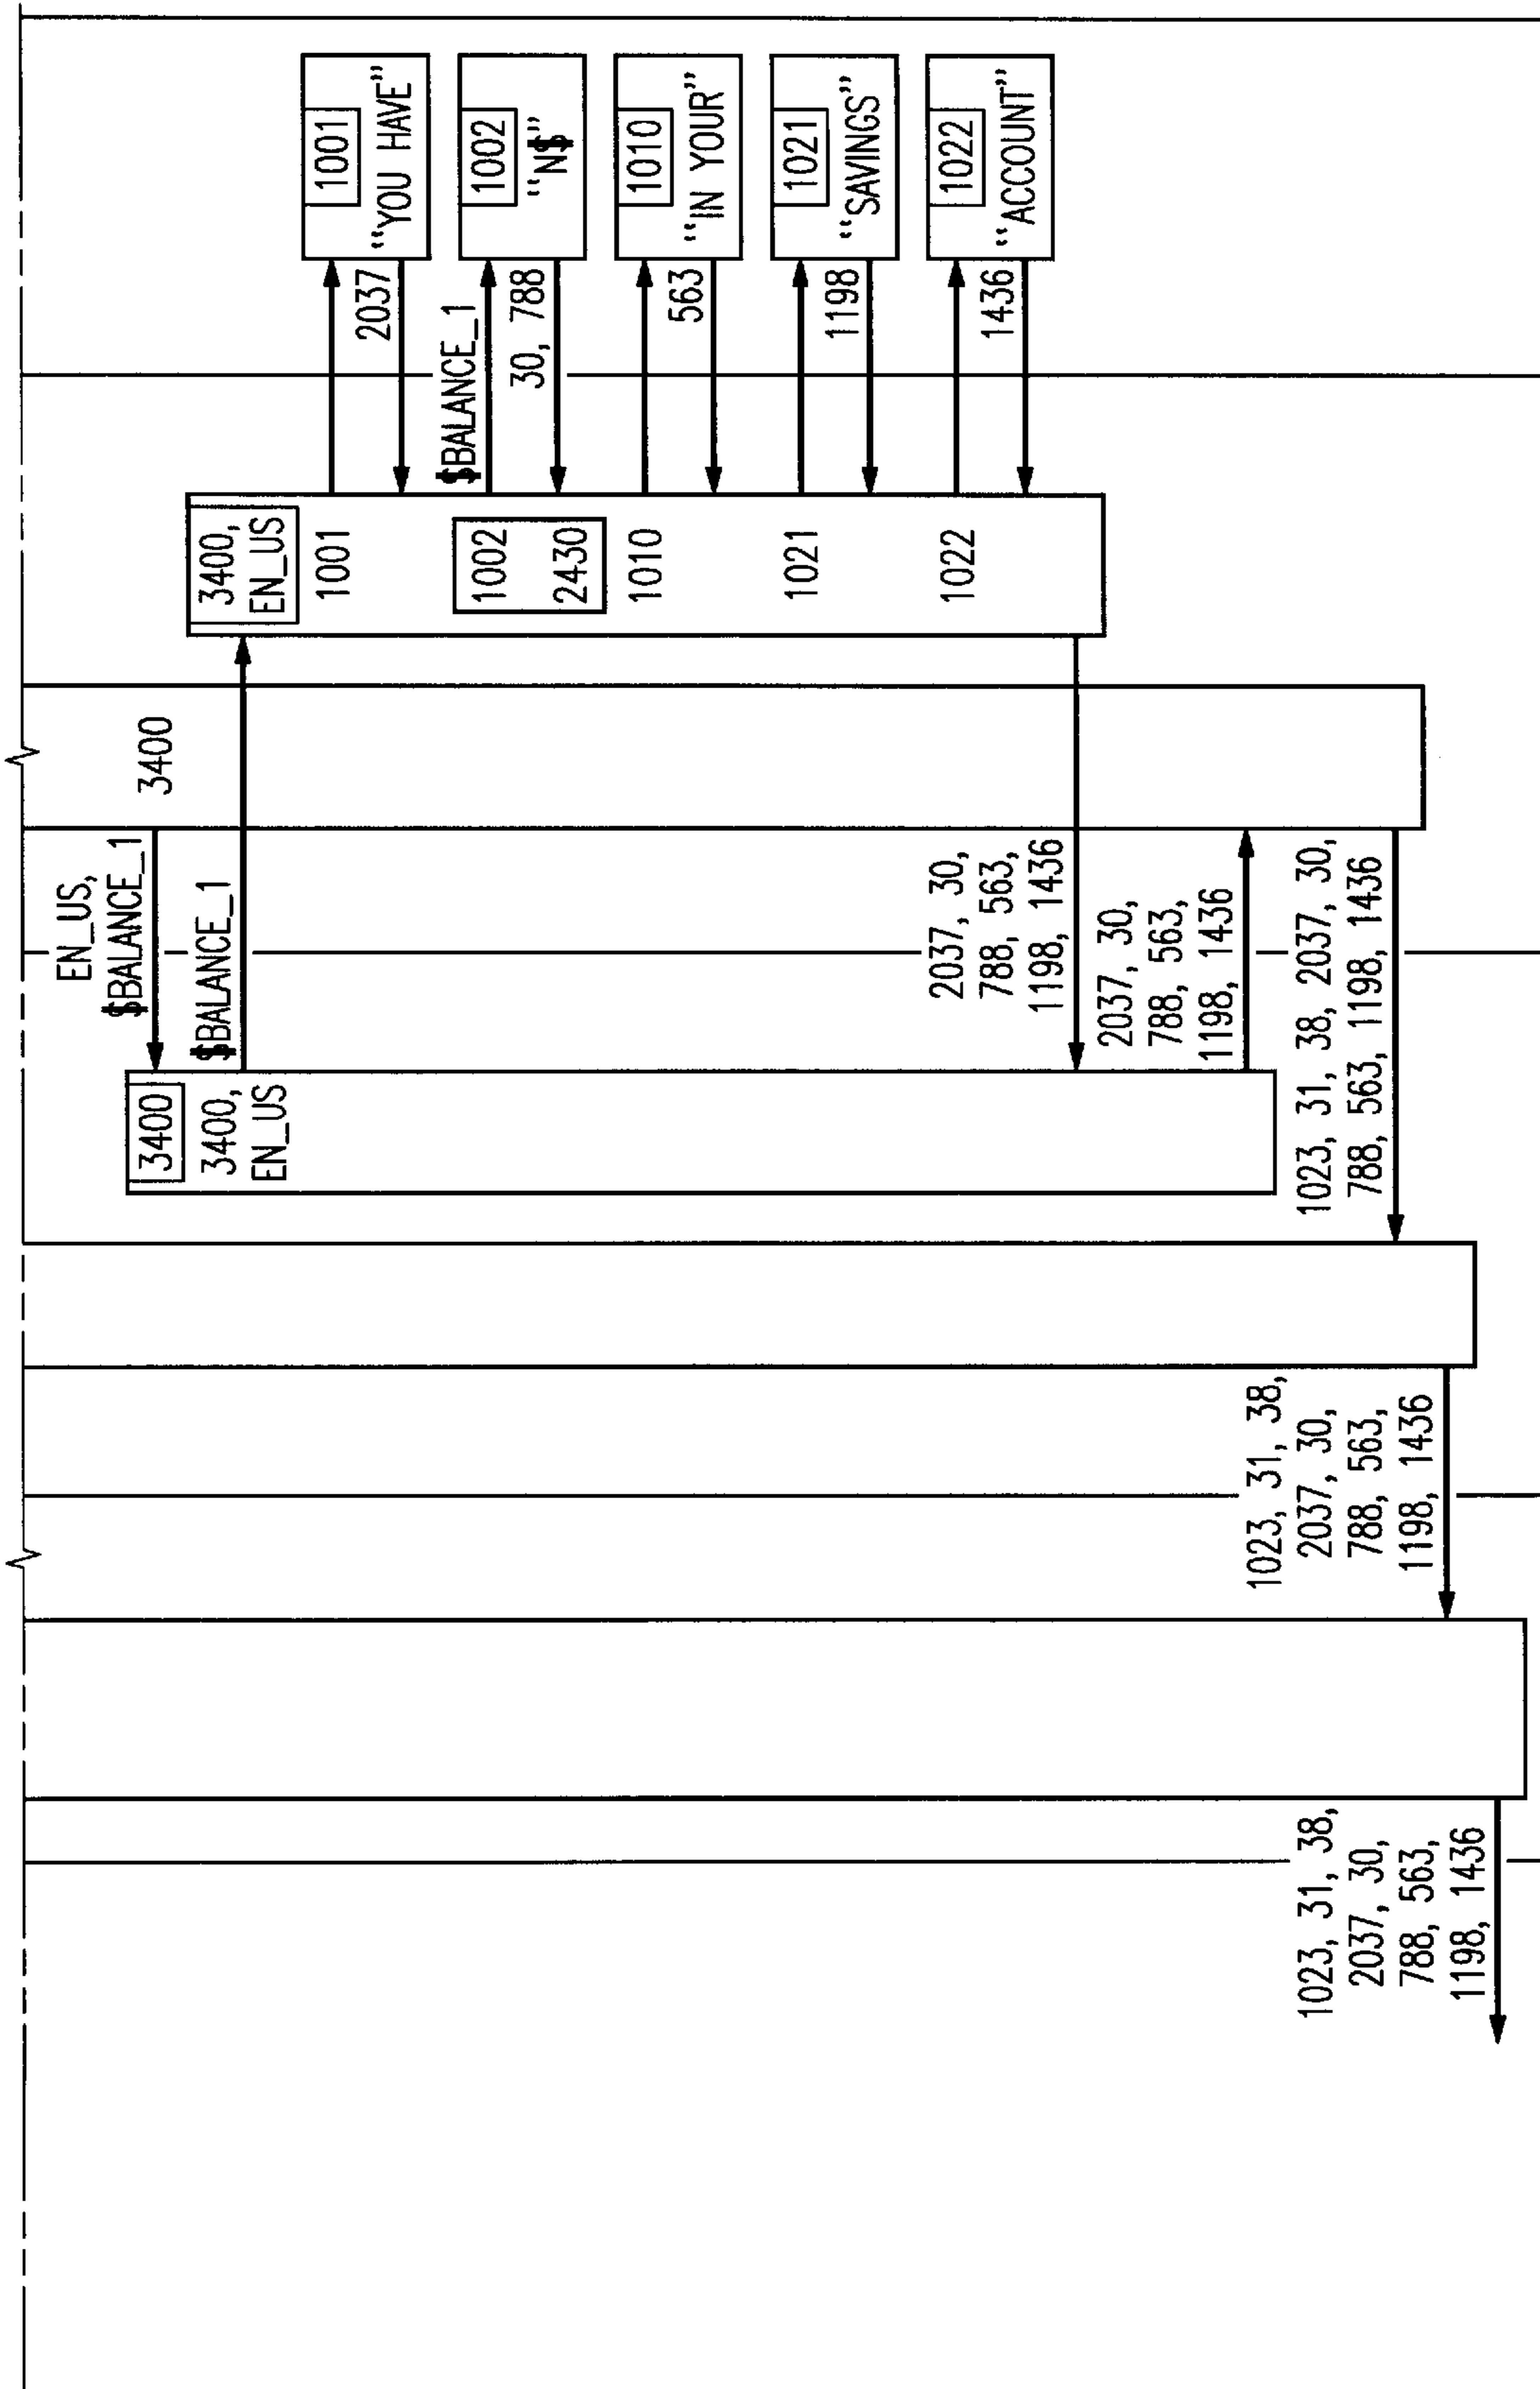 EN_US,
$BALANCE_1
3400
3400
3400,
EN_US
$BALANCE_1
3400,
EN_US
1001
1002
2430
1010
1021
1022
1001
"YOU HAVE"
2037
$BALANCE_1
1002
"N$"
30, 788
1010
"IN YOUR"
563
1021
"SAVINGS"
1198
1022
"ACCOUNT"
1436
2037, 30,
788, 563,
1198, 1436
2037, 30,
788, 563,
1198, 1436
1023, 31, 38, 2037, 30,
788, 563, 1198, 1436
1023, 31, 38,
2037, 30,
788, 563,
1198, 1436
1023, 31, 38,
2037, 30,
788, 563,
1198, 1436